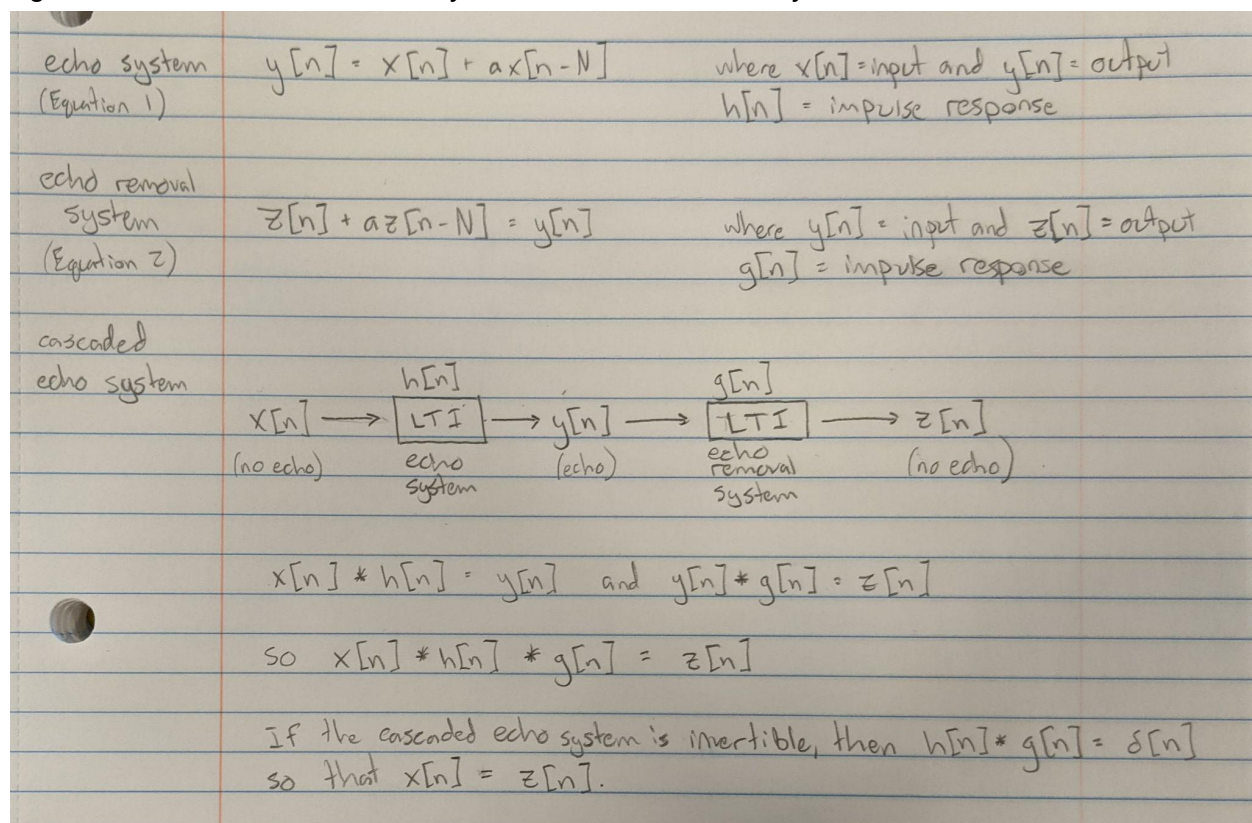 echo system y[n] = x[n] + ax[n-N] where x[n]=input and y[n]= output
(Equation 1) h[n] = impulse response
echo removal
system z[n] + az[n-N] = y[n] where y[n] = input and z[n]= output
(Equation 2) g[n] = impulse response
cascaded
echo system h[n] g[n]
x[n] → LTI → y[n] → LTI → z[n]
(no echo) echo system (echo) echo removal system (no echo)
x[n] * h[n] = y[n] and y[n] * g[n] = z[n]
so x[n] * h[n] * g[n] = z[n]
If the cascaded echo system is invertible, then h[n] * g[n] = δ[n]
so that x[n] = z[n].